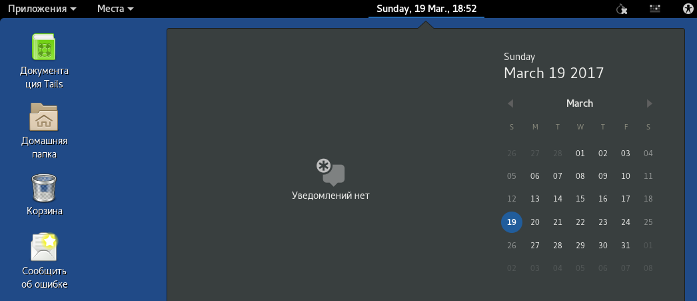 Приложения Места Sunday, 19 Mar., 18:52
Документа
ция Tails
Домашняя
папка
Корзина
Сообщить
об ошибке
Уведомлений нет
Sunday
March 19 2017
March
S M T W T F S
26 27 28 01 02 03 04
05 06 07 08 09 10 11
12 13 14 15 16 17 18
19 20 21 22 23 24 25
26 27 28 29 30 31 01
02 03 04 05 06 07 08